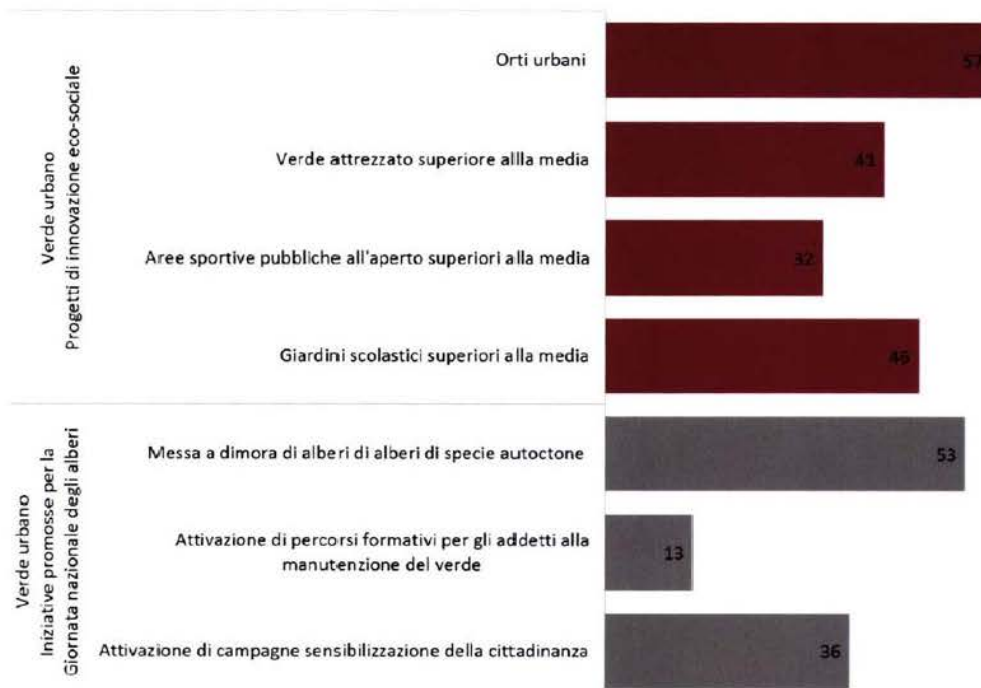 Verde urbano
Progetti di innovazione eco-sociale
Orti urbani
57
Verde attrezzato superiore allla media
41
Aree sportive pubbliche all'aperto superiori alla media
32
Giardini scolastici superiori alla media
46
Verde urbano
Iniziative promosse per la
Giornata nazionale degli alberi
Messa a dimora di alberi di alberi di specie autoctone
53
Attivazione di percorsi formativi per gli addetti alla
manutenzione del verde
13
Attivazione di campagne sensibilizzazione della cittadinanza
36